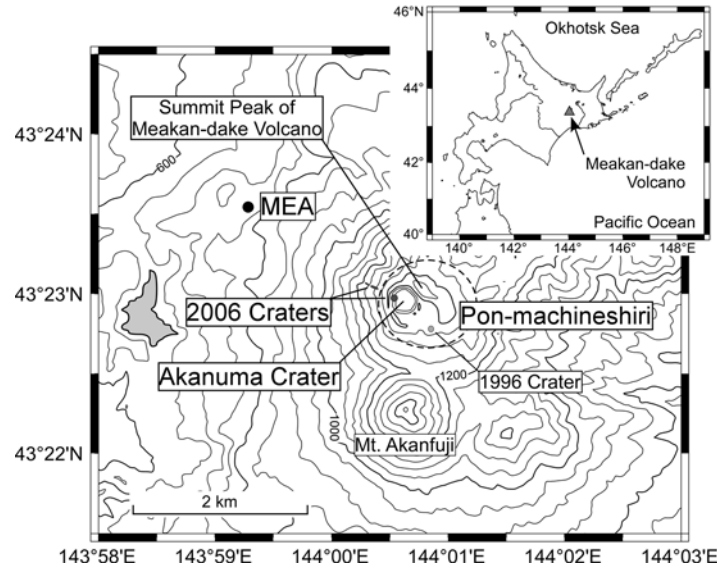 46°N
Okhotsk Sea
44°
42°
Meakan-dake
Volcano
40°
Pacific Ocean
140°
142°
144°
146°
148°E
Summit Peak of
Meakan-dake Volcano
43°24'N
600
MEA
43°23'N
2006 Craters
Pon-machineshiri
Akanuma Crater
1200
1996 Crater
1000
Mt. Akanfuji
43°22'N
2 km
143°58'E
143°59'E
144°00'E
144°01'E
144°02'E
144°03'E